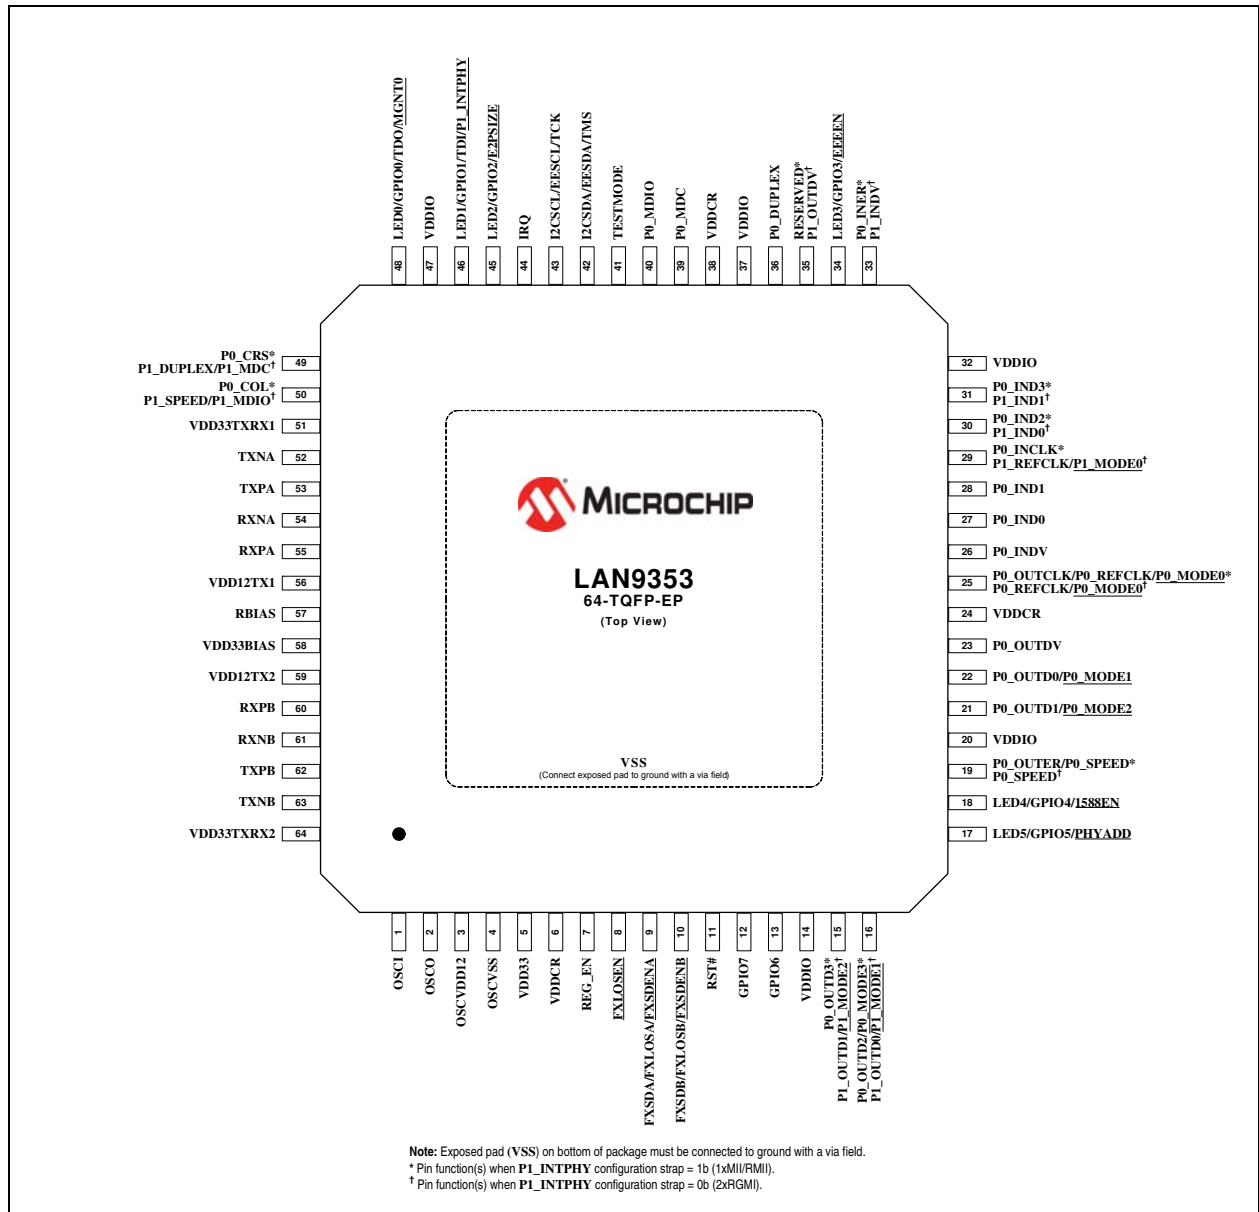 LED0/GPIO0/TDO/MGNT0
VDDIO
LED1/GPIO1/TDI/P1_INTPHY
LED2/GPIO2/E2PSIZE
IRQ
I2CSCL/EESCL/TCK
I2CSDA/EESDA/TMS
TESTMODE
P0_MDIO
P0_MDC
VDDCR
VDDIO
P0_DUPLEX
RESERVED*
P1_OUTDV†
LED3/GPIO3/EEEEN
P0_INER*
P1_INDV†
48
47
46
45
44
43
42
41
40
39
38
37
36
35
34
33
P0_CRS*
P1_DUPLEX/P1_MDC†
49
P0_COL*
P1_SPEED/P1_MDIO†
50
VDD33TXRX1 51
TXNA 52
TXPA 53
RXNA 54
RXPA 55
VDD12TX1 56
RBIAS 57
VDD33BIAS 58
VDD12TX2 59
RXPB 60
RXNB 61
TXPB 62
TXNB 63
VDD33TXRX2 64
MICROCHIP
LAN9353
64-TQFP-EP
(Top View)
VSS
(Connect exposed pad to ground with a via field)
32 VDDIO
31
P0_IND3*
P1_IND1†
30
P0_IND2*
P1_IND0†
29
P0_INCLK*
P1_REFCLK/P1_MODE0†
28 P0_IND1
27 P0_IND0
26 P0_INDV
25
P0_OUTCLK/P0_REFCLK/P0_MODE0*
P0_REFCLK/P0_MODE0†
24 VDDCR
23 P0_OUTDV
22 P0_OUTD0/P0_MODE1
21 P0_OUTD1/P0_MODE2
20 VDDIO
19
P0_OUTER/P0_SPEED*
P0_SPEED†
18 LED4/GPIO4/1588EN
17 LED5/GPIO5/PHYADD
1
2
3
4
5
6
7
8
9
10
11
12
13
14
15
16
OSCI
OSCO
OSCVDD12
OSCVSS
VDD33
VDDCR
REG_EN
FXLOSEN
FXSDA/FXLOSA/FXSDENA
FXSDB/FXLOSB/FXSDENB
RST#
GPIO7
GPIO6
VDDIO
P0_OUTD3*
P1_OUTD1/P1_MODE2†
P0_OUTD2/P0_MODE3*
P1_OUTD0/P1_MODE1†
Note: Exposed pad (VSS) on bottom of package must be connected to ground with a via field.
* Pin function(s) when P1_INTPHY configuration strap = 1b (1xMII/RMII).
† Pin function(s) when P1_INTPHY configuration strap = 0b (2xRGMI).